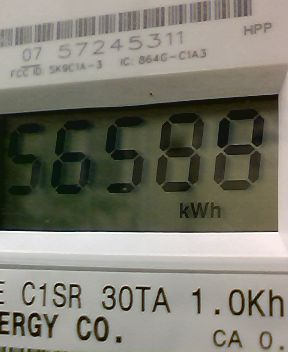 07 57245311
HPP
FCC ID: SK9C1A-3 IC: 864G-C1A3
56588
kWh
E C1SR 30TA 1.0Kh
ERGY CO.
CA 0.